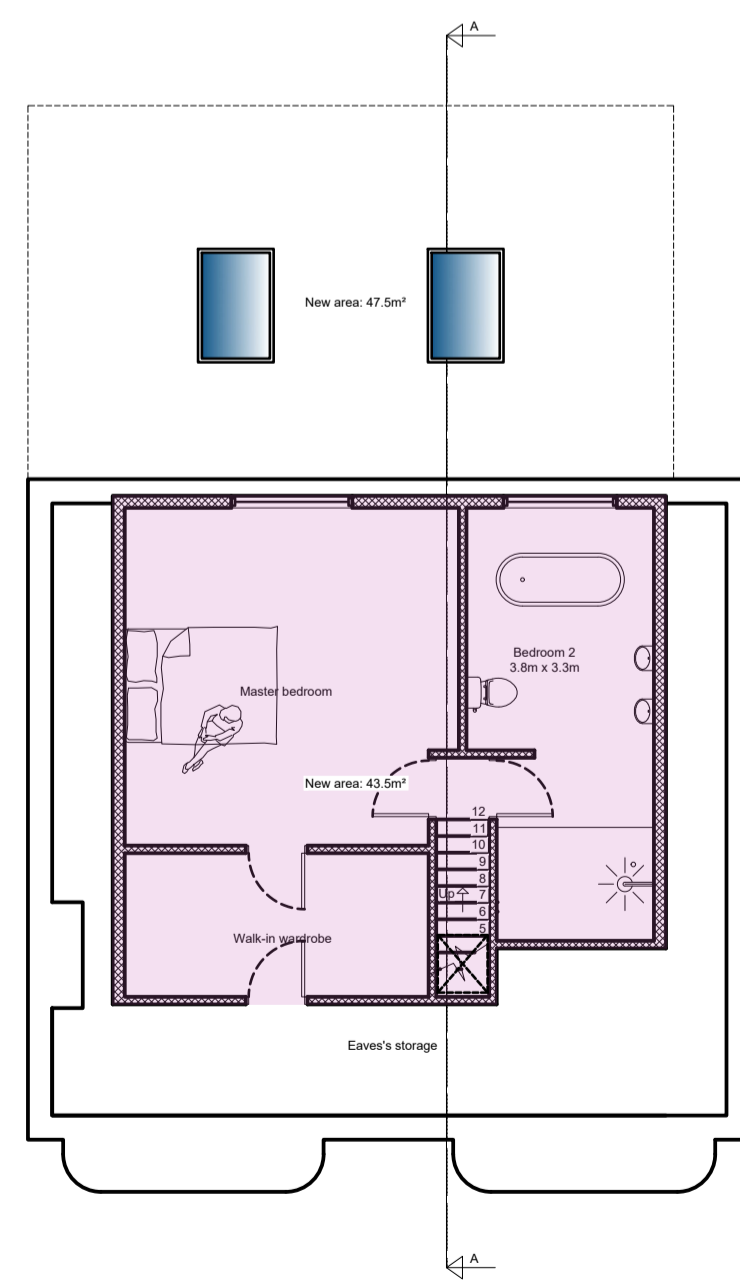 A
New area: 47.5m²
Bedroom 2
3.8m x 3.3m
Master bedroom
New area: 43.5m²
12
11
10
9
8
Up
7
6
5
Walk-in wardrobe
Eaves's storage
A